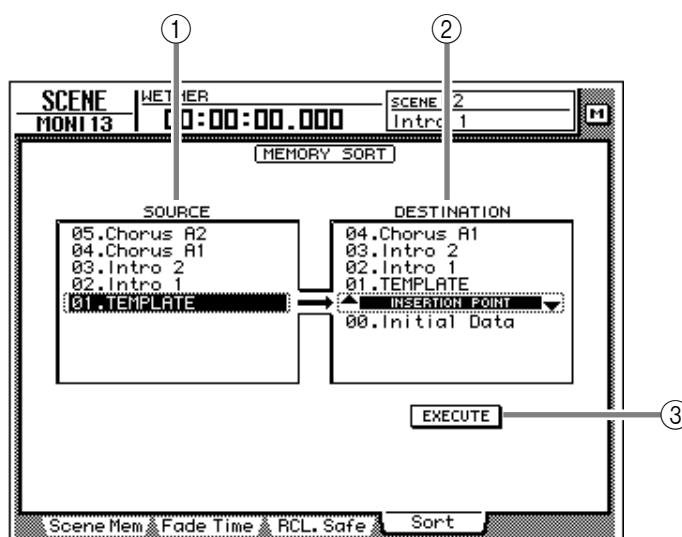 ① ②
SCENE WETHER SCENE 2
MONI 13 00:00:00.000 Intro 1 M
MEMORY SORT
SOURCE DESTINATION
05.Chorus A2 04.Chorus A1
04.Chorus A1 03.Intro 2
03.Intro 2 02.Intro 1
02.Intro 1 01.TEMPLATE
01.TEMPLATE INSERTION POINT
00.Initial Data
EXECUTE ③
Scene Mem Fade Time RCL. Safe Sort